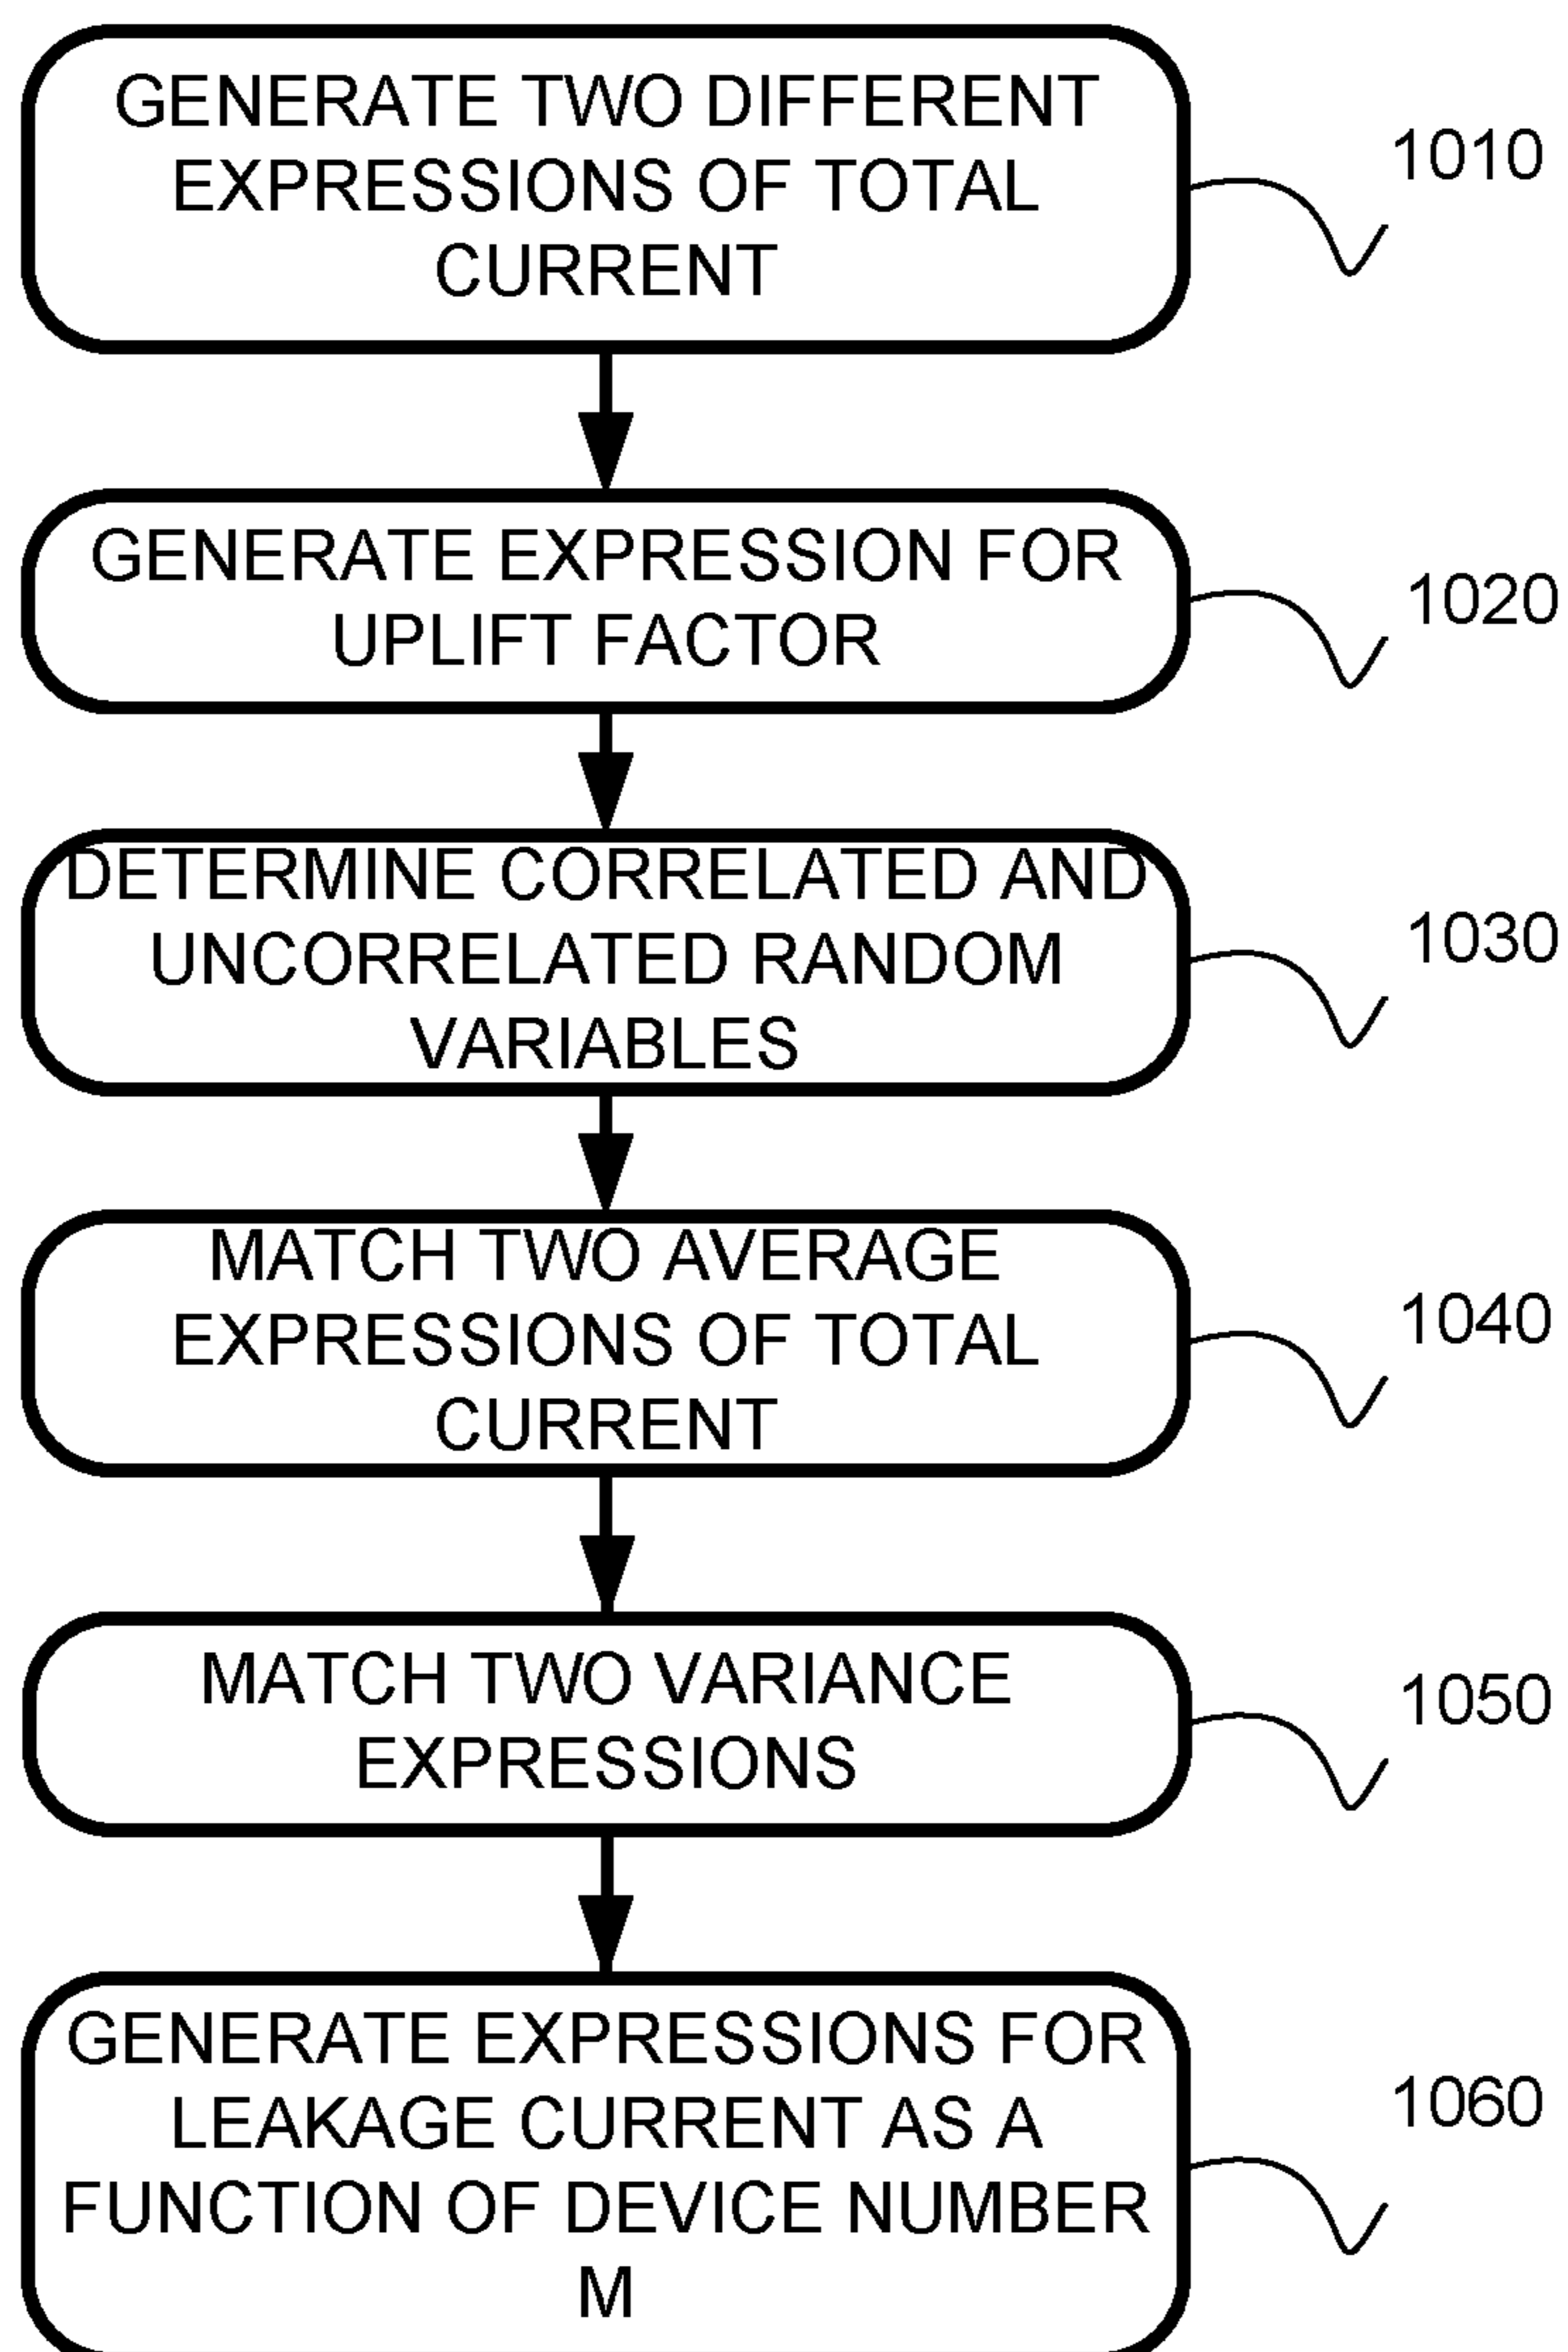 GENERATE TWO DIFFERENT
EXPRESSIONS OF TOTAL
CURRENT
1010
GENERATE EXPRESSION FOR
UPLIFT FACTOR
1020
DETERMINE CORRELATED AND
UNCORRELATED RANDOM
VARIABLES
1030
MATCH TWO AVERAGE
EXPRESSIONS OF TOTAL
CURRENT
1040
MATCH TWO VARIANCE
EXPRESSIONS
1050
GENERATE EXPRESSIONS FOR
LEAKAGE CURRENT AS A
FUNCTION OF DEVICE NUMBER
M
1060